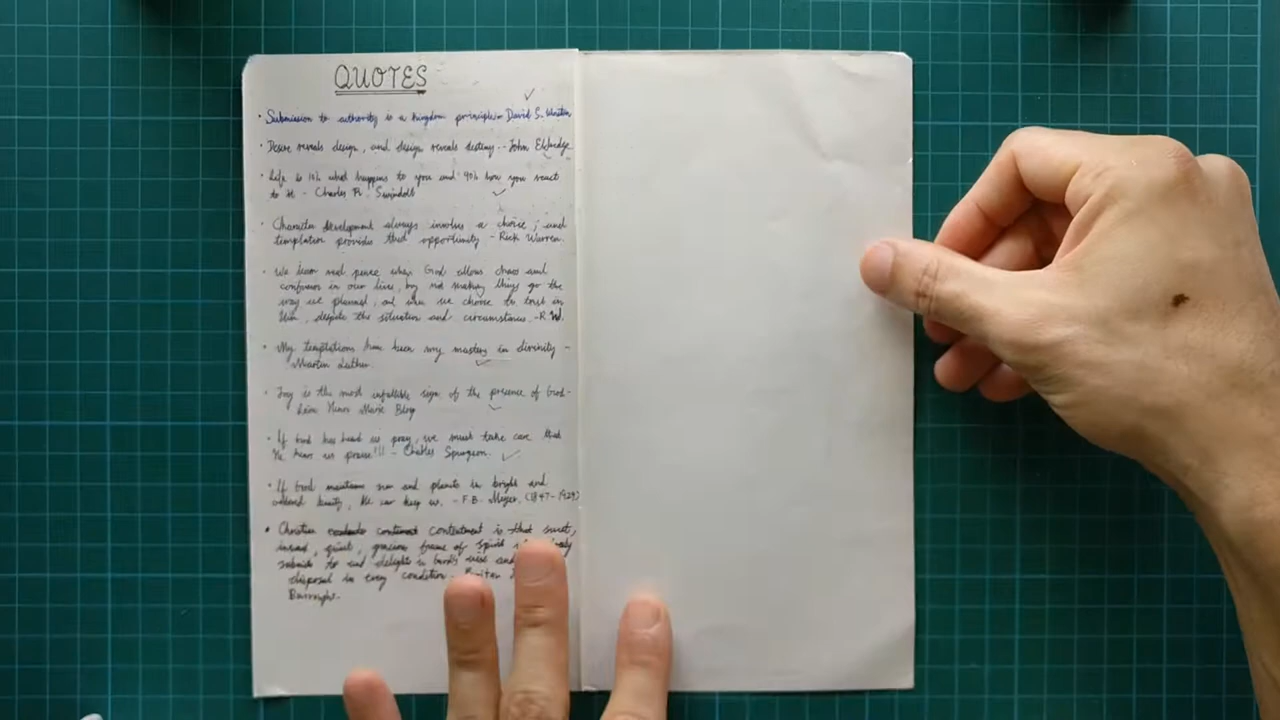 QUOTES
• Submission to authority is a kingdom principle - David S. Winston
• Desire reveals design, and design reveals destiny - John Eldridge
• Life is 10% what happens to you and 90% how you react
to it - Charles R. Swindoll
• Character development always involves a choice, and
temptation provides that opportunity - Rick Warren.
• We learn real peace when God allows chaos and
confusion in our lives, by not making things go the
way we planned, and when we choose to trust in
Him, despite the situation and circumstances. - R.W.
• My temptations have been my masters in divinity -
Martin Luther.
• Joy is the most infallible sign of the presence of God -
Leon Henri Marie Bloy
• If God has heard us pray, we must take care that
He hears us praise!!! - Charles Spurgeon.
• If God maintains sun and planets in bright and
ordered beauty, He can keep us. - F.B. Meyer. (1847-1929)
• Christian contentment is that sweet,
inward, quiet, gracious frame of spirit
submits to and delights in God's wise and
disposal in every condition
Burroughs.